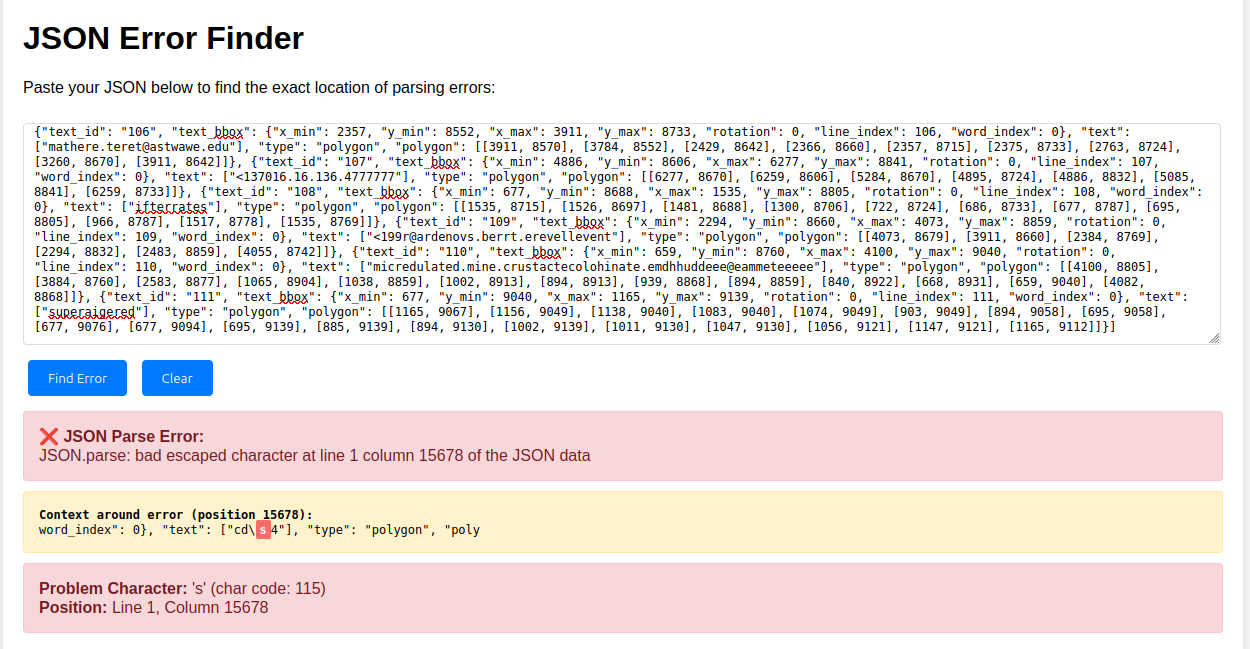 JSON Error Finder
Paste your JSON below to find the exact location of parsing errors:
{"text_id": "106", "text_bbox": {"x_min": 2357, "y_min": 8552, "x_max": 3911, "y_max": 8733, "rotation": 0, "line_index": 106, "word_index": 0}, "text":
["mathere.teret@astwawe.edu"], "type": "polygon", "polygon": [[3911, 8570], [3784, 8552], [2429, 8642], [2366, 8660], [2357, 8715], [2375, 8733], [2763, 8724],
[3260, 8670], [3911, 8642]]}, {"text_id": "107", "text_bbox": {"x_min": 4886, "y_min": 8606, "x_max": 6277, "y_max": 8841, "rotation": 0, "line_index": 107,
"word_index": 0}, "text": ["<137016.16.136.4777777"], "type": "polygon", "polygon": [[6277, 8670], [6259, 8606], [5284, 8670], [4895, 8724], [4886, 8832], [5085,
8841], [6259, 8733]]}, {"text_id": "108", "text_bbox": {"x_min": 677, "y_min": 8688, "x_max": 1535, "y_max": 8805, "rotation": 0, "line_index": 108, "word_index":
0}, "text": ["ifterrates"], "type": "polygon", "polygon": [[1535, 8715], [1526, 8697], [1481, 8688], [1300, 8706], [722, 8724], [686, 8733], [677, 8787], [695,
8805], [966, 8787], [1517, 8778], [1535, 8769]]}, {"text_id": "109", "text_bbox": {"x_min": 2294, "y_min": 8660, "x_max": 4073, "y_max": 8859, "rotation": 0,
"line_index": 109, "word_index": 0}, "text": ["<199r@ardenovs.berrt.erevellevent"], "type": "polygon", "polygon": [[4073, 8679], [3911, 8660], [2384, 8769],
[2294, 8832], [2483, 8859], [4055, 8742]]}, {"text_id": "110", "text_bbox": {"x_min": 659, "y_min": 8760, "x_max": 4100, "y_max": 9040, "rotation": 0,
"line_index": 110, "word_index": 0}, "text": ["micredulated.mine.crustactecolohinate.emdhhuddeee@eammeteeeee"], "type": "polygon", "polygon": [[4100, 8805],
[3884, 8760], [2583, 8877], [1065, 8904], [1038, 8859], [1002, 8913], [894, 8913], [939, 8868], [894, 8859], [840, 8922], [668, 8931], [659, 9040], [4082,
8868]]}, {"text_id": "111", "text_bbox": {"x_min": 677, "y_min": 9040, "x_max": 1165, "y_max": 9139, "rotation": 0, "line_index": 111, "word_index": 0}, "text":
["superaigered"], "type": "polygon", "polygon": [[1165, 9067], [1156, 9049], [1138, 9040], [1083, 9040], [1074, 9049], [903, 9049], [894, 9058], [695, 9058],
[677, 9076], [677, 9094], [695, 9139], [885, 9139], [894, 9130], [1002, 9139], [1011, 9130], [1047, 9130], [1056, 9121], [1147, 9121], [1165, 9112]]}]
Find Error Clear
❌ JSON Parse Error:
JSON.parse: bad escaped character at line 1 column 15678 of the JSON data
Context around error (position 15678):
word_index": 0}, "text": ["cd\s4"], "type": "polygon", "poly
Problem Character: 's' (char code: 115)
Position: Line 1, Column 15678